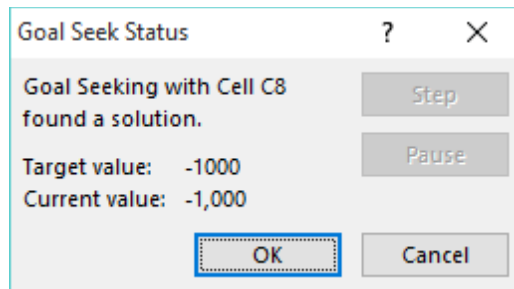 Goal Seek Status ?
Goal Seeking with Cell C8
found a solution.
Step
Pause
Target value: -1000
Current value: -1,000
OK Cancel